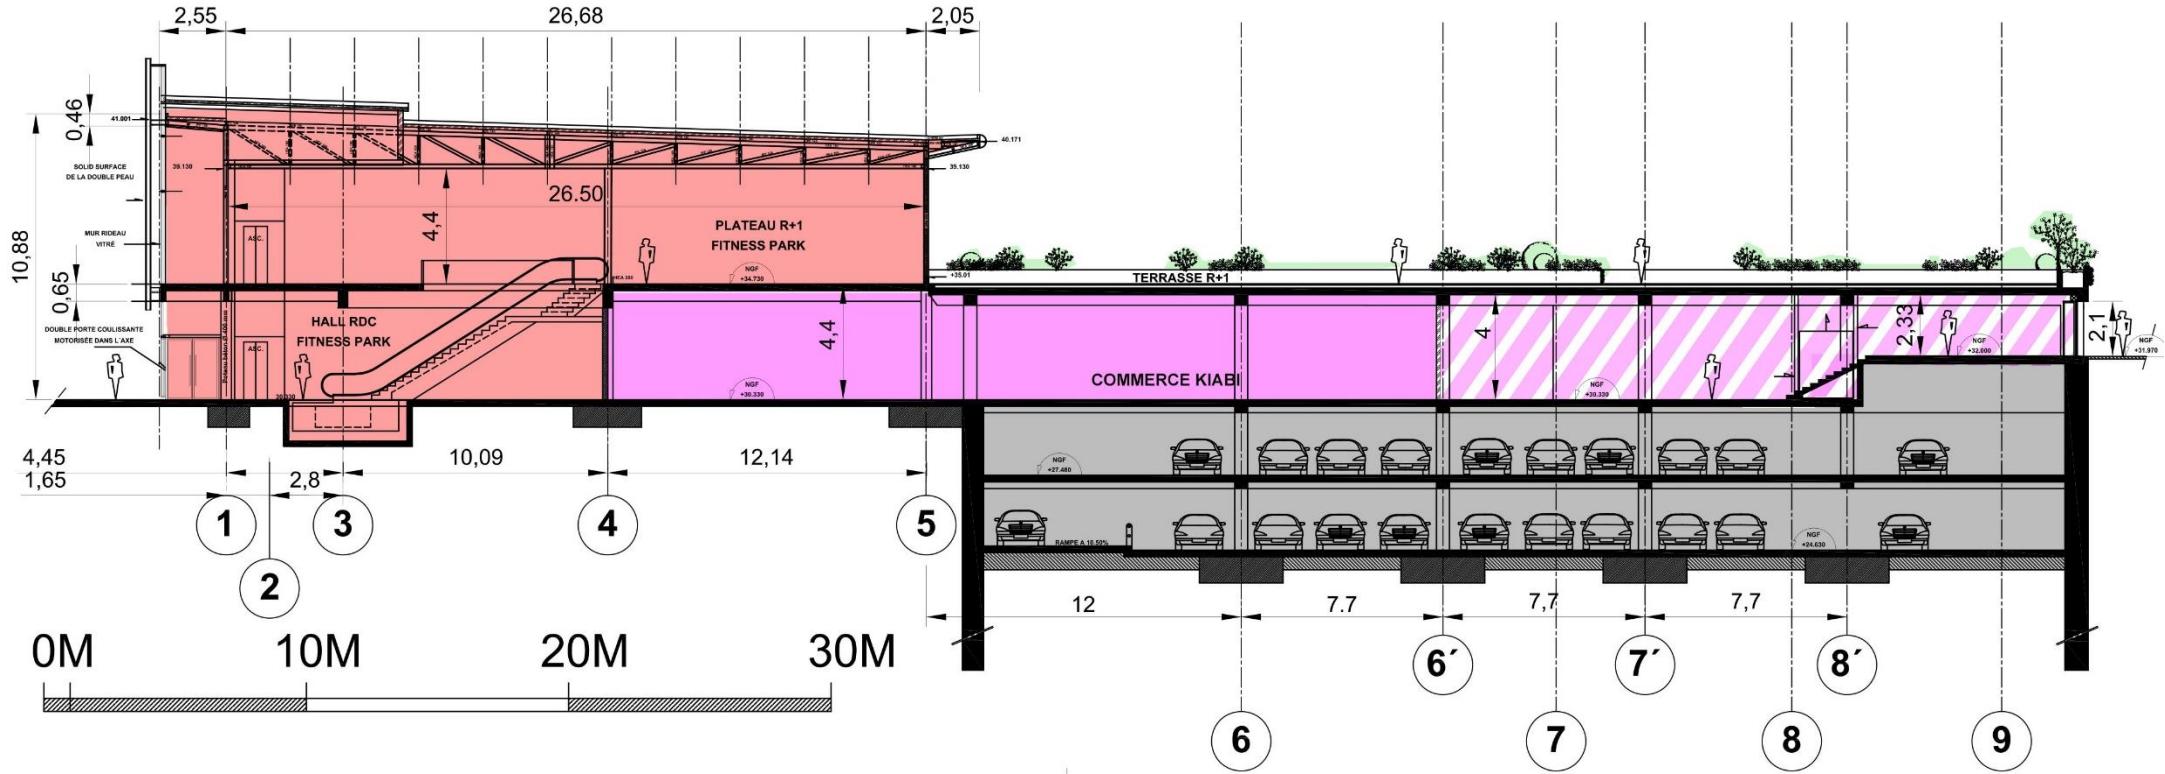 2,55
26,68
2,05
0,46
41.001
40.171
SOLID SURFACE
DE LA DOUBLE PEAU
39.130
39.130
26.50
4,4
10,88
MUR RIDEAU
VITRÉ
ASC.
PLATEAU R+1
FITNESS PARK
NGF
+34.730
+35.01
TERRASSE R+1
0,65
HALL RDC
FITNESS PARK
DOUBLE PORTE COULISSANTE
MOTORISÉE DANS L'AXE
ASC.
4,4
4
2,33
2,1
NGF
+32.000
NGF
+31.970
COMMERCE KIABI
NGF
+30.330
NGF
+30.330
4,45
1,65
2,8
10,09
12,14
NGF
+27.480
1
3
4
5
2
RAMPE A 10.50%
NGF
+24.630
12
7.7
7,7
7,7
0M
10M
20M
30M
6´
7´
8´
6
7
8
9